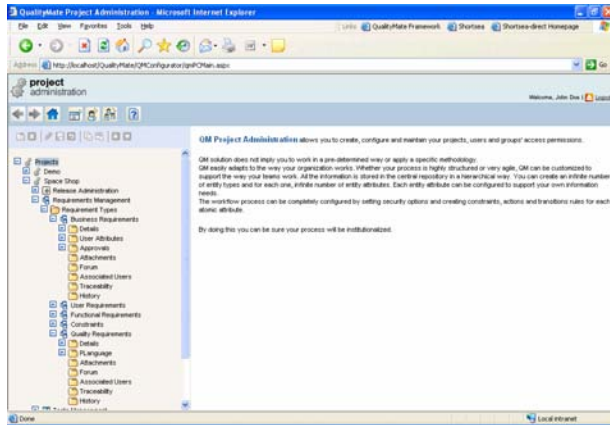 QualityMate Project Administration - Microsoft Internet Explorer
File Edit View Favorites Tools Help
Links QualityMate Framework Shortsea Shortsea-direct Homepage
Address http://localhost/QualityMate/QMConfigurator/qmPCMain.aspx Go
project
administration
Welcome, John Doe | Logout
Projects
Demo
Space Shop
Release Administration
Requirements Management
Requirement Types
Business Requirements
Details
User Attributes
Approvals
Attachments
Forum
Associated Users
Traceability
History
User Requirements
Functional Requirements
Constraints
Quality Requirements
Details
PLanguage
Attachments
Forum
Associated Users
Traceability
History
QM Project Administration allows you to create, configure and maintain your projects, users and groups' access permissions.
QM solution does not imply you to work in a pre-determined way or apply a specific methodology.
QM easily adapts to the way your organization works. Whether your process is highly structured or very agile, QM can be customized to
support the way your teams work. All the information is stored in the central repository in a hierarchical way. You can create an infinite number
of entity types and for each one, infinite number of entity attributes. Each entity attribute can be configured to support your own information
needs.
The workflow process can be completely configured by setting security options and creating constraints, actions and transitions rules for each
atomic attribute.
By doing this you can be sure your process will be institutionalized.
Done
Local intranet